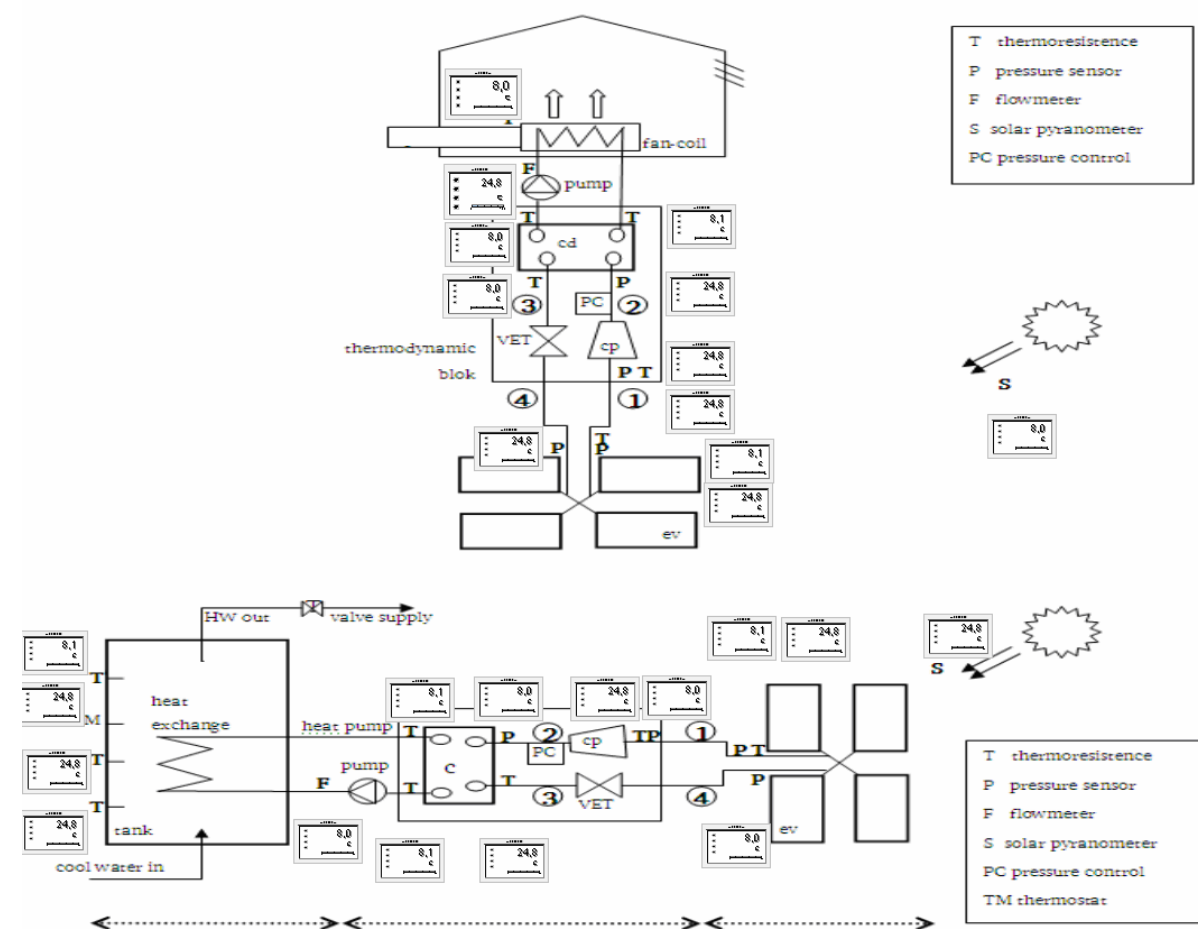 T thermoresistence
P pressure sensor
F flowmeter
S solar pyranometer
PC pressure control
8,0
c
T
fan-coil
F
24,8
c
pump
T
T
8,1
c
8,0
c
cd
8,0
c
T
P
24,8
c
3
PC
2
VET
cp
thermodynamic
blok
24,8
c
P T
4
1
24,8
c
S
8,0
c
24,8
c
P
T
P
8,1
c
24,8
c
ev
HW out
valve supply
8,1
c
8,1
c
24,8
c
24,8
c
S
T
heat
exchange
24,8
c
M
8,1
c
8,0
c
24,8
c
8,0
c
heat pump
T
2
P
PC
cp
TP
1
P T
T
24,8
c
pump
F
C
T
T
3
VET
4
P
T
tank
24,8
c
8,0
c
ev
8,0
c
cool water in
8,1
c
24,8
c
T thermoresistence
P pressure sensor
F flowmeter
S solar pyranometer
PC pressure control
TM thermostat